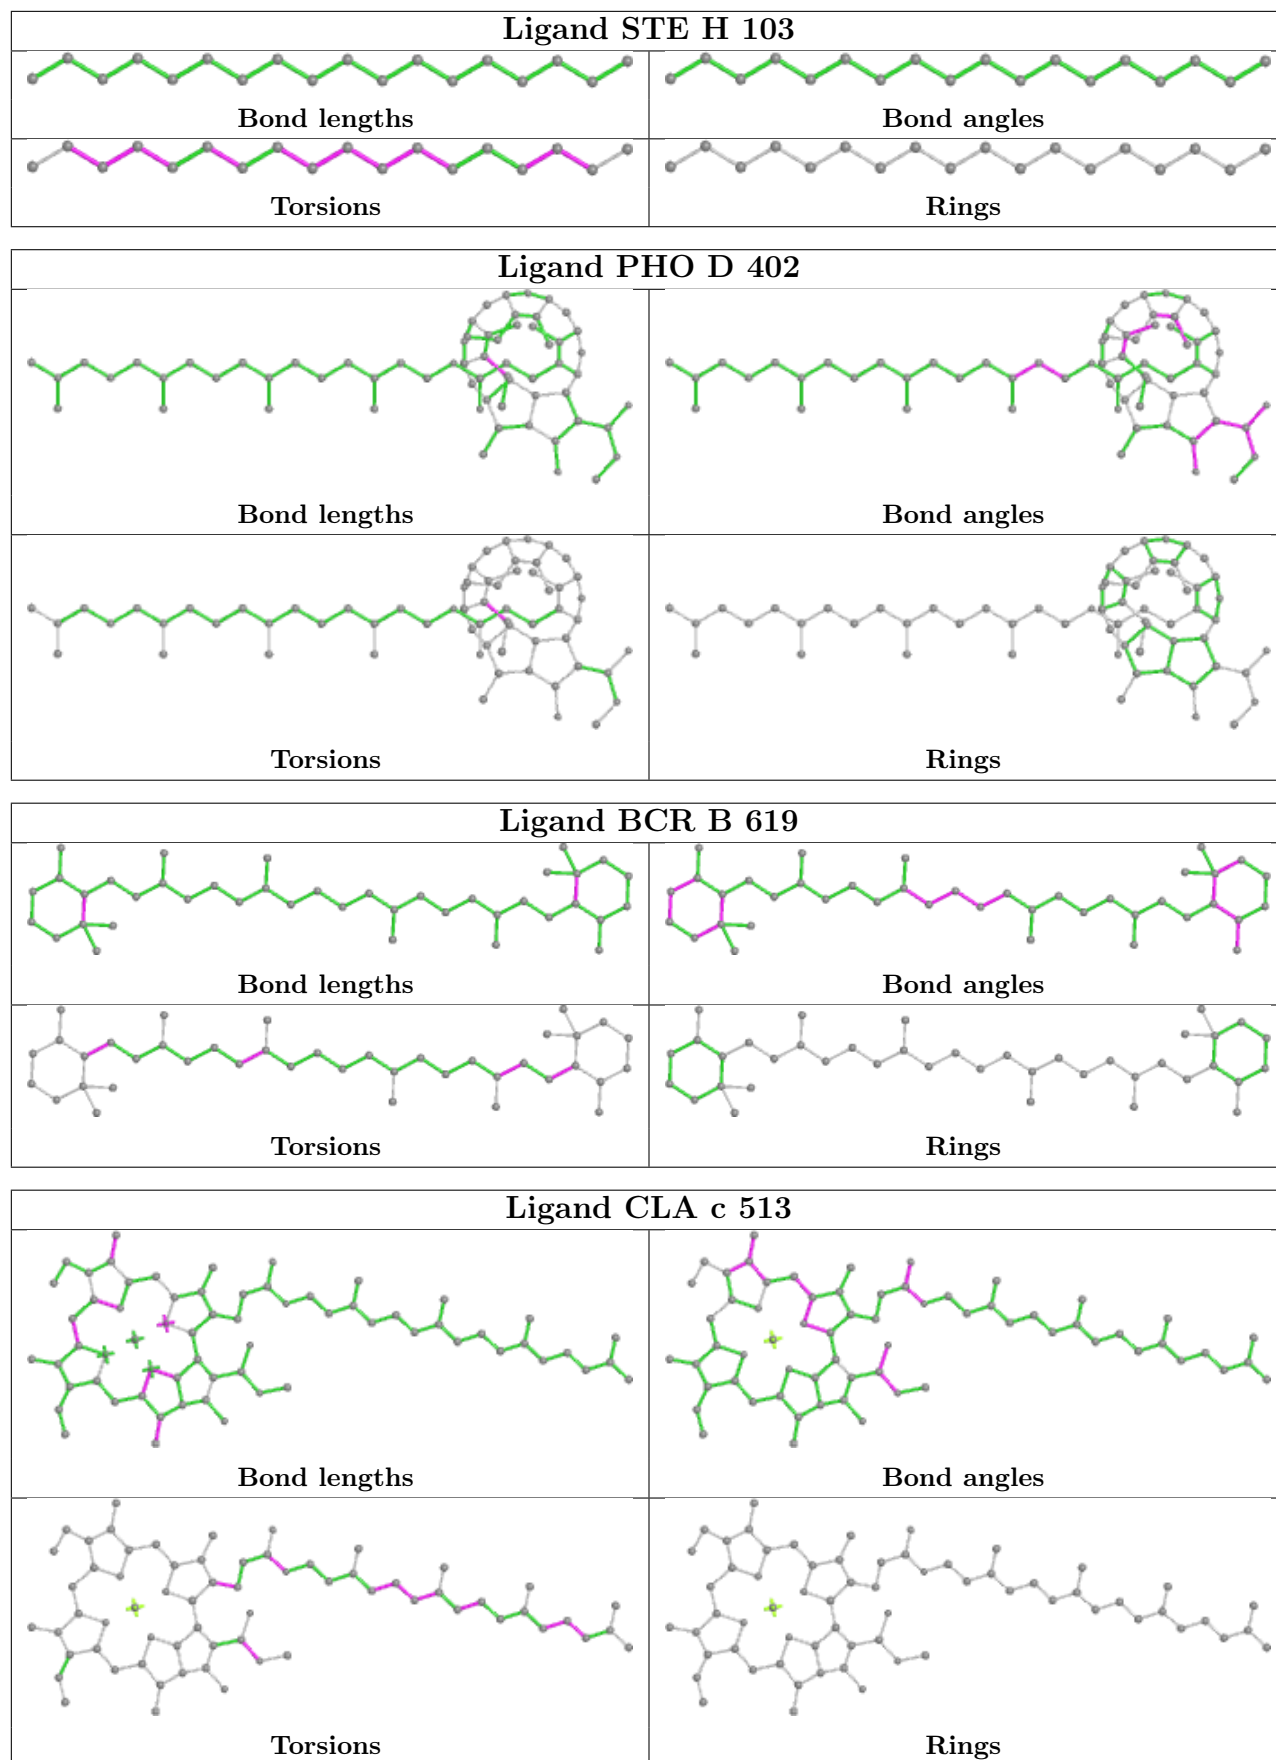 Ligand STE H 103
Bond lengths
Bond angles
Torsions
Rings
Ligand PHO D 402
Bond lengths
Bond angles
Torsions
Rings
Ligand BCR B 619
Bond lengths
Bond angles
Torsions
Rings
Ligand CLA c 513
Bond lengths
Bond angles
Torsions
Rings